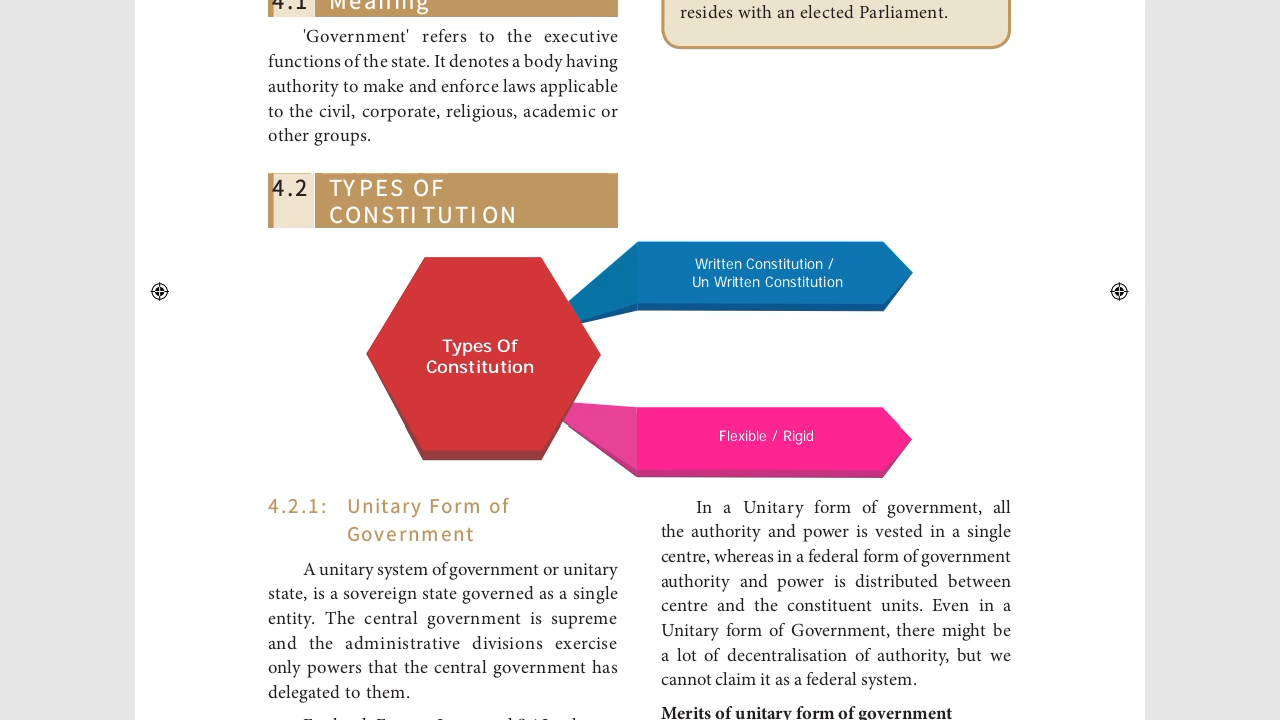 4.1 Meaning
'Government' refers to the executive
functions of the state. It denotes a body having
authority to make and enforce laws applicable
to the civil, corporate, religious, academic or
other groups.
resides with an elected Parliament.
4.2 TYPES OF
CONSTITUTION
Types Of
Constitution
Written Constitution /
Un Written Constitution
Flexible / Rigid
4.2.1: Unitary Form of
Government
A unitary system of government or unitary
state, is a sovereign state governed as a single
entity. The central government is supreme
and the administrative divisions exercise
only powers that the central government has
delegated to them.
In a Unitary form of government, all
the authority and power is vested in a single
centre, whereas in a federal form of government
authority and power is distributed between
centre and the constituent units. Even in a
Unitary form of Government, there might be
a lot of decentralisation of authority, but we
cannot claim it as a federal system.
Merits of unitary form of government